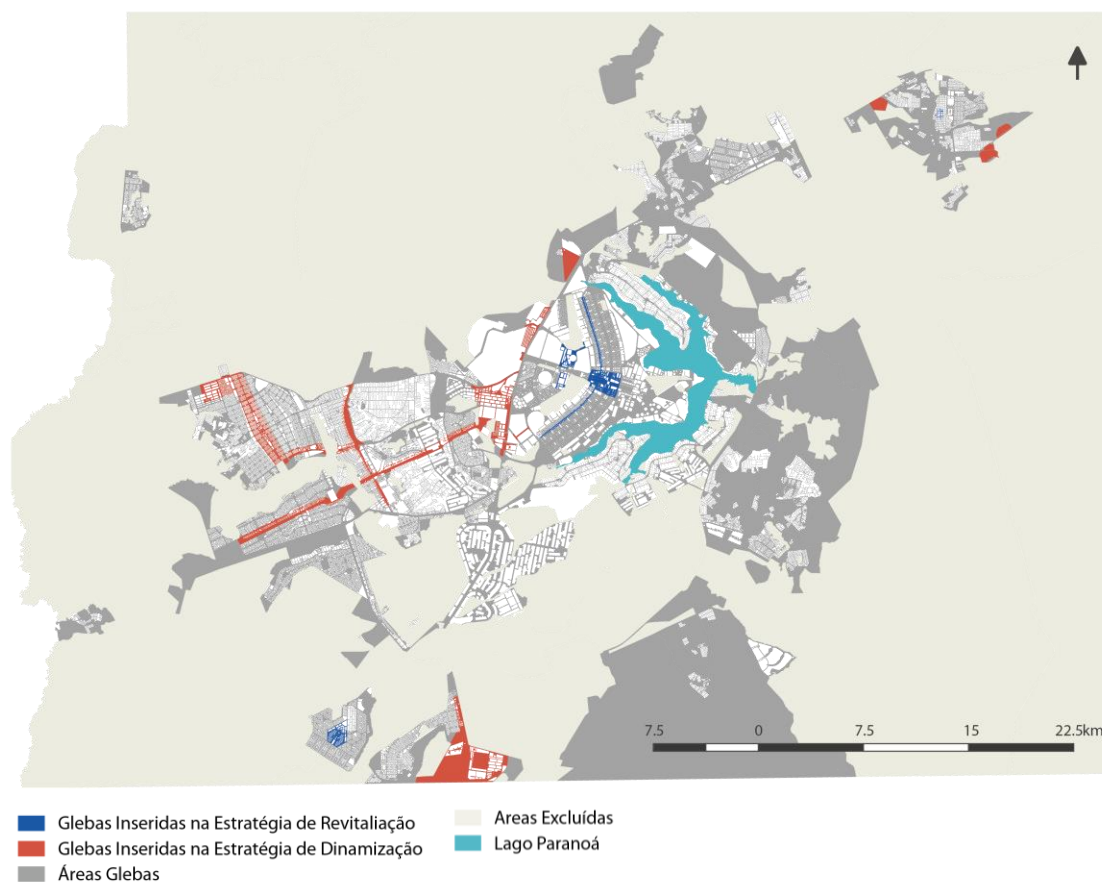 7.5 0 7.5 15 22.5km
Glebas Inseridas na Estratégia de Revitaliação
Glebas Inseridas na Estratégia de Dinamização
Áreas Glebas
Areas Excluídas
Lago Paranoá